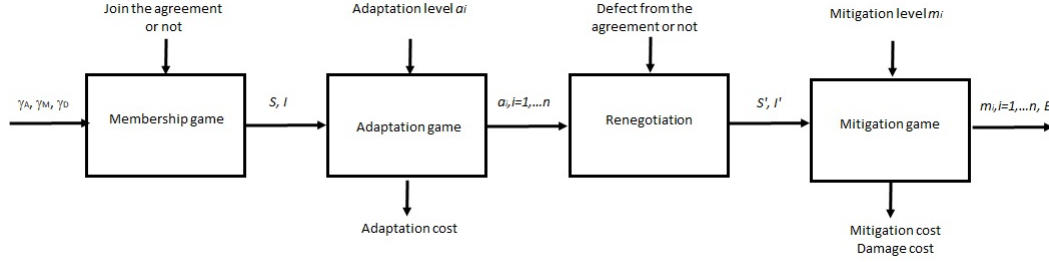 Join the agreement
or not
Adaptation level ai
Defect from the
agreement or not
Mitigation level mi
γA, γM, γD
Membership game
S, I
Adaptation game
ai,i=1,...n
Renegotiation
S', I'
Mitigation game
mi,i=1,...n, E
Adaptation cost
Mitigation cost
Damage cost